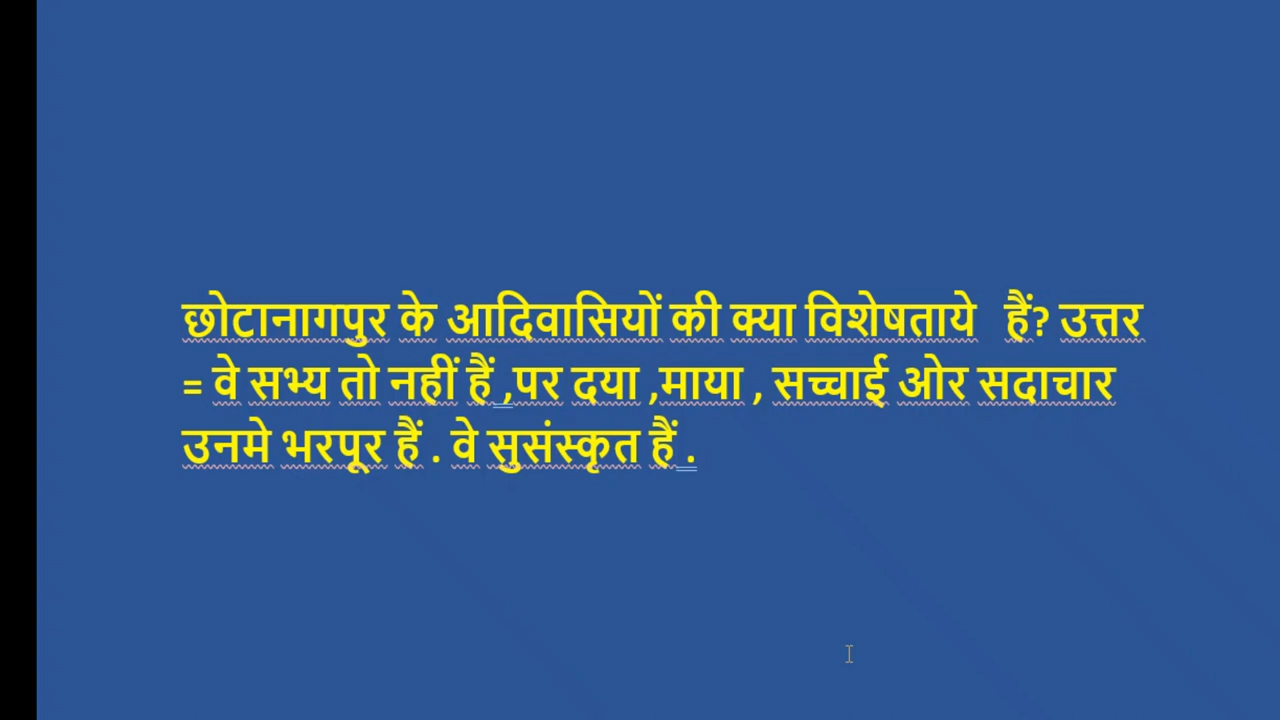 छोटानागपुर के आदिवासियों की क्या विशेषताये हैं? उत्तर
= वे सभ्य तो नहीं हैं ,पर दया ,माया , सच्चाई ओर सदाचार
उनमे भरपूर हैं . वे सुसंस्कृत हैं .